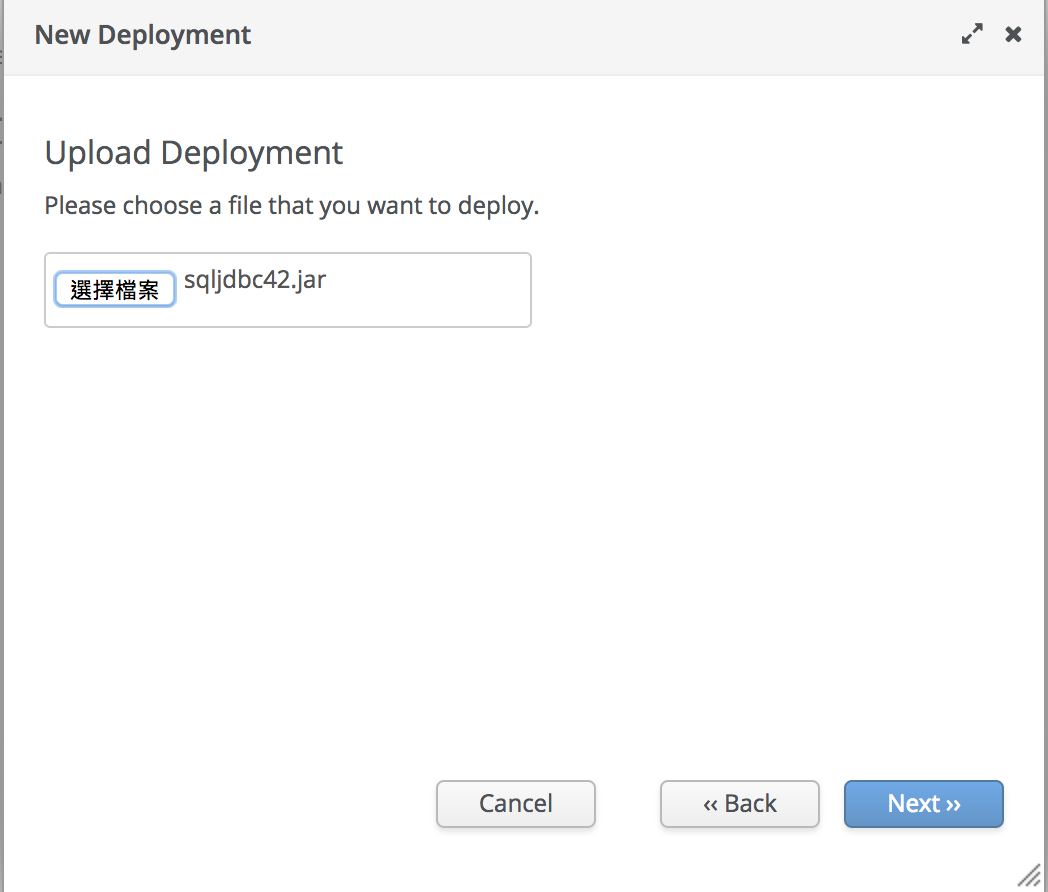 New Deployment
Upload Deployment
Please choose a file that you want to deploy.
選擇檔案 sqljdbc42.jar
Cancel
‹‹ Back
Next ››